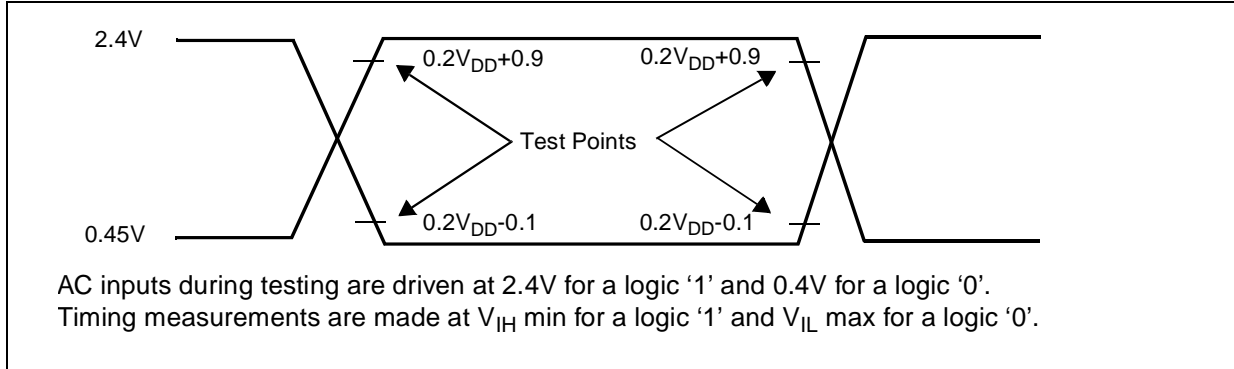 2.4V
0.2VDD+0.9 0.2VDD+0.9
Test Points
0.45V 0.2VDD-0.1 0.2VDD-0.1
AC inputs during testing are driven at 2.4V for a logic ‘1’ and 0.4V for a logic ‘0’.
Timing measurements are made at VIH min for a logic ‘1’ and VIL max for a logic ‘0’.